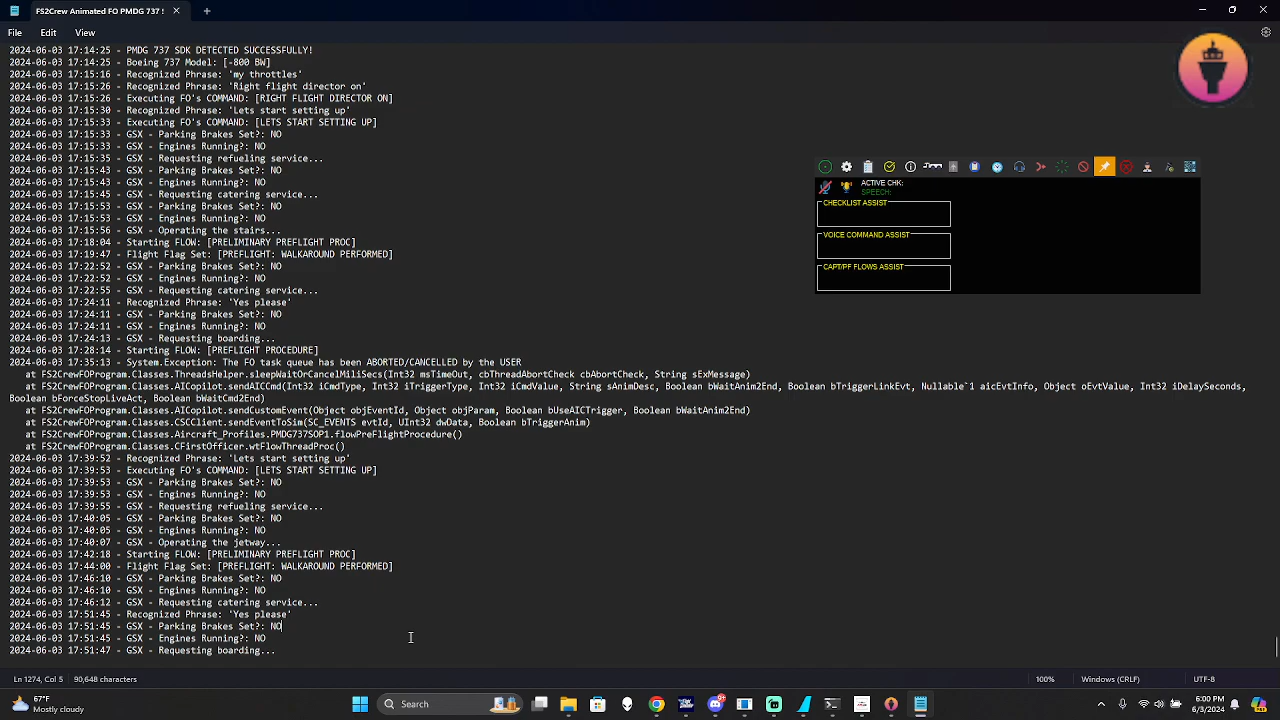 FS2Crew Animated FO PMDG 737 !
File Edit View
2024-06-03 17:14:25 - PMDG 737 SDK DETECTED SUCCESSFULLY!
2024-06-03 17:14:25 - Boeing 737 Model: [-800 BW]
2024-06-03 17:15:16 - Recognized Phrase: 'my throttles'
2024-06-03 17:15:26 - Recognized Phrase: 'Right flight director on'
2024-06-03 17:15:26 - Executing FO's COMMAND: [RIGHT FLIGHT DIRECTOR ON]
2024-06-03 17:15:30 - Recognized Phrase: 'Lets start setting up'
2024-06-03 17:15:33 - Executing FO's COMMAND: [LETS START SETTING UP]
2024-06-03 17:15:33 - GSX - Parking Brakes Set?: NO
2024-06-03 17:15:33 - GSX - Engines Running?: NO
2024-06-03 17:15:35 - GSX - Requesting refueling service...
2024-06-03 17:15:43 - GSX - Parking Brakes Set?: NO
2024-06-03 17:15:43 - GSX - Engines Running?: NO
2024-06-03 17:15:45 - GSX - Requesting catering service...
2024-06-03 17:15:53 - GSX - Parking Brakes Set?: NO
2024-06-03 17:15:53 - GSX - Engines Running?: NO
2024-06-03 17:15:56 - GSX - Operating the stairs...
2024-06-03 17:18:04 - Starting FLOW: [PRELIMINARY PREFLIGHT PROC]
2024-06-03 17:19:47 - Flight Flag Set: [PREFLIGHT: WALKAROUND PERFORMED]
2024-06-03 17:22:52 - GSX - Parking Brakes Set?: NO
2024-06-03 17:22:52 - GSX - Engines Running?: NO
2024-06-03 17:22:55 - GSX - Requesting catering service...
2024-06-03 17:24:11 - Recognized Phrase: 'Yes please'
2024-06-03 17:24:11 - GSX - Parking Brakes Set?: NO
2024-06-03 17:24:11 - GSX - Engines Running?: NO
2024-06-03 17:24:13 - GSX - Requesting boarding...
2024-06-03 17:28:14 - Starting FLOW: [PREFLIGHT PROCEDURE]
2024-06-03 17:35:13 - System.Exception: The FO task queue has been ABORTED/CANCELLED by the USER
at FS2CrewFOProgram.Classes.ThreadsHelper.sleepWaitOrCancelMiliSecs(Int32 msTimeOut, cbThreadAbortCheck cbAbortCheck, String sExMessage)
at FS2CrewFOProgram.Classes.AICopilot.sendAICCmd(Int32 iCmdType, Int32 iTriggerType, Int32 iCmdValue, String sAnimDesc, Boolean bWaitAnim2End, Boolean bTriggerLinkEvt, Nullable`1 aicEvtInfo, Object oEvtValue, Int32 iDelaySeconds,
Boolean bForceStopLiveAct, Boolean bWaitCmd2End)
at FS2CrewFOProgram.Classes.AICopilot.sendCustomEvent(Object objEventId, Object objParam, Boolean bUseAICTrigger, Boolean bWaitAnim2End)
at FS2CrewFOProgram.Classes.CSCClient.sendEventToSim(SC_EVENTS evtId, UInt32 dwData, Boolean bTriggerAnim)
at FS2CrewFOProgram.Classes.Aircraft_Profiles.PMDG737SOP1.flowPreFlightProcedure()
at FS2CrewFOProgram.Classes.CFirstOfficer.wtFlowThreadProc()
2024-06-03 17:39:52 - Recognized Phrase: 'Lets start setting up'
2024-06-03 17:39:53 - Executing FO's COMMAND: [LETS START SETTING UP]
2024-06-03 17:39:53 - GSX - Parking Brakes Set?: NO
2024-06-03 17:39:53 - GSX - Engines Running?: NO
2024-06-03 17:39:55 - GSX - Requesting refueling service...
2024-06-03 17:40:05 - GSX - Parking Brakes Set?: NO
2024-06-03 17:40:05 - GSX - Engines Running?: NO
2024-06-03 17:40:07 - GSX - Operating the jetway...
2024-06-03 17:42:18 - Starting FLOW: [PRELIMINARY PREFLIGHT PROC]
2024-06-03 17:44:00 - Flight Flag Set: [PREFLIGHT: WALKAROUND PERFORMED]
2024-06-03 17:46:10 - GSX - Parking Brakes Set?: NO
2024-06-03 17:46:10 - GSX - Engines Running?: NO
2024-06-03 17:46:12 - GSX - Requesting catering service...
2024-06-03 17:51:45 - Recognized Phrase: 'Yes please'
2024-06-03 17:51:45 - GSX - Parking Brakes Set?: NO
2024-06-03 17:51:45 - GSX - Engines Running?: NO
2024-06-03 17:51:47 - GSX - Requesting boarding...
ACTIVE CHK:
SPEECH:
CHECKLIST ASSIST
VOICE COMMAND ASSIST
CAPT/PF FLOWS ASSIST
Ln 1274, Col 5 90,648 characters 100% Windows (CRLF) UTF-8
67°F
Mostly cloudy
Search
6:00 PM
6/3/2024